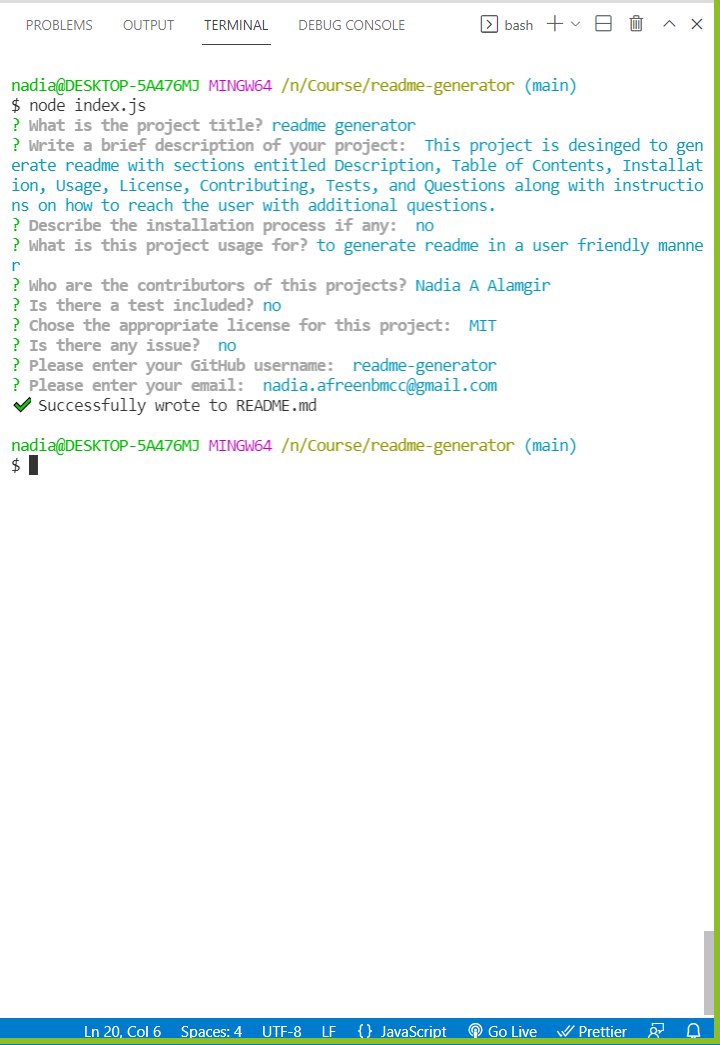 PROBLEMS OUTPUT TERMINAL DEBUG CONSOLE bash
nadia@DESKTOP-5A476MJ MINGW64 /n/Course/readme-generator (main)
$ node index.js
? What is the project title? readme generator
? Write a brief description of your project:  This project is desinged to gen
erate readme with sections entitled Description, Table of Contents, Installat
ion, Usage, License, Contributing, Tests, and Questions along with instructio
ns on how to reach the user with additional questions.
? Describe the installation process if any:  no
? What is this project usage for? to generate readme in a user friendly manne
r
? Who are the contributors of this projects? Nadia A Alamgir
? Is there a test included? no
? Chose the appropriate license for this project:  MIT
? Is there any issue?  no
? Please enter your GitHub username:  readme-generator
? Please enter your email:  nadia.afreenbmcc@gmail.com
✔ Successfully wrote to README.md
nadia@DESKTOP-5A476MJ MINGW64 /n/Course/readme-generator (main)
$
Ln 20, Col 6 Spaces: 4 UTF-8 LF {} JavaScript Go Live Prettier